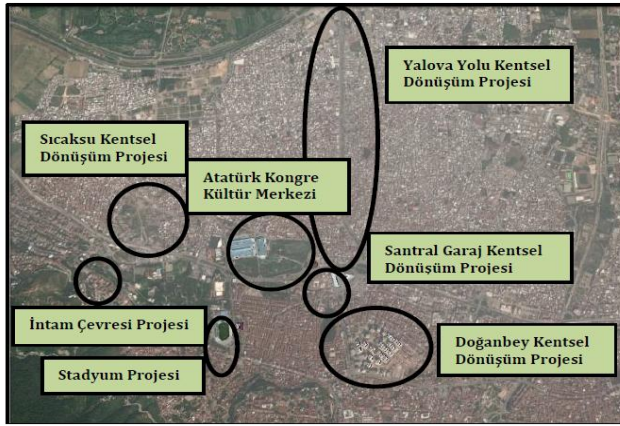 Yalova Yolu Kentsel
Dönüşüm Projesi
Sıcaksu Kentsel
Dönüşüm Projesi
Atatürk Kongre
Kültür Merkezi
Santral Garaj Kentsel
Dönüşüm Projesi
İntam Çevresi Projesi
Doğanbey Kentsel
Dönüşüm Projesi
Stadyum Projesi